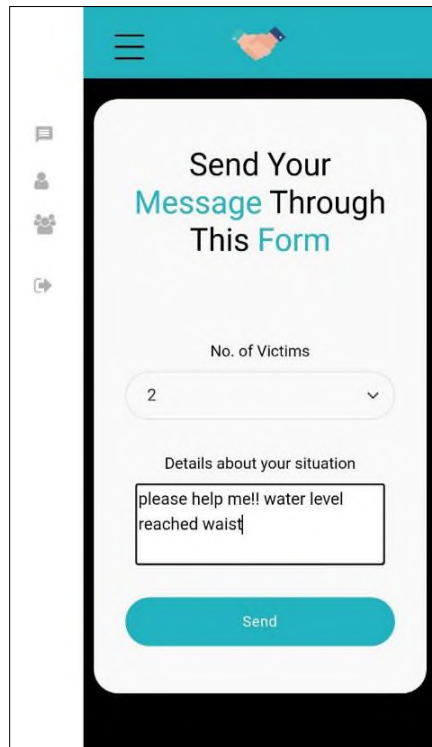 Send Your
Message Through
This Form
No. of Victims
2
Details about your situation
please help me!! water level
reached waist
Send